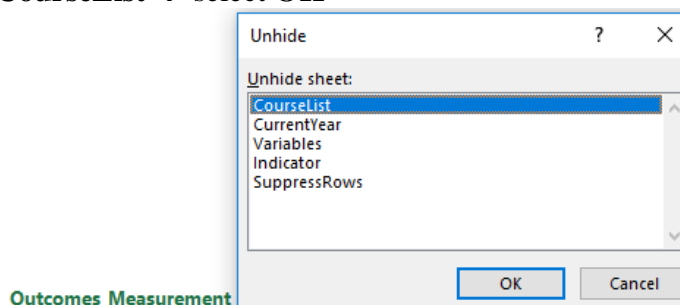 Unhide ? ×
Unhide sheet:
CourseList
CurrentYear
Variables
Indicator
SuppressRows
OK Cancel
Outcomes Measurement